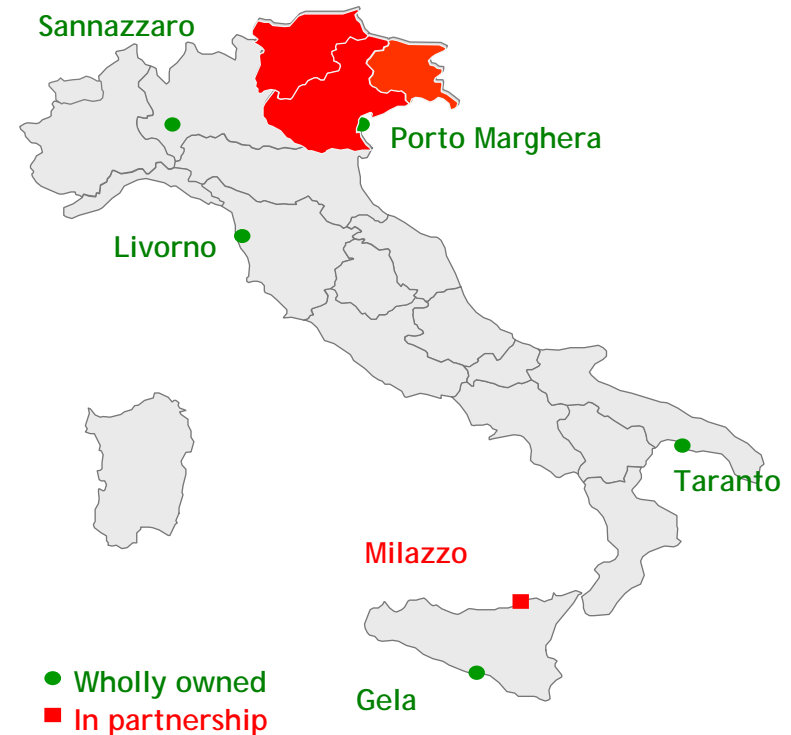 Sannazzaro
Porto Marghera
Livorno
Taranto
Milazzo
Gela
Wholly owned
In partnership